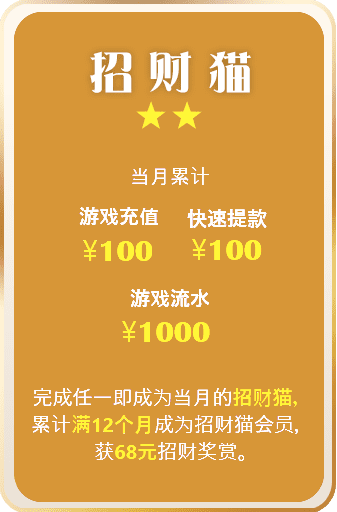 招财猫
当月累计
游戏充值 快速提款
¥100 ¥100
游戏流水
¥1000
完成任一即成为当月的招财猫,
累计满12个月成为招财猫会员,
获68元招财奖赏。